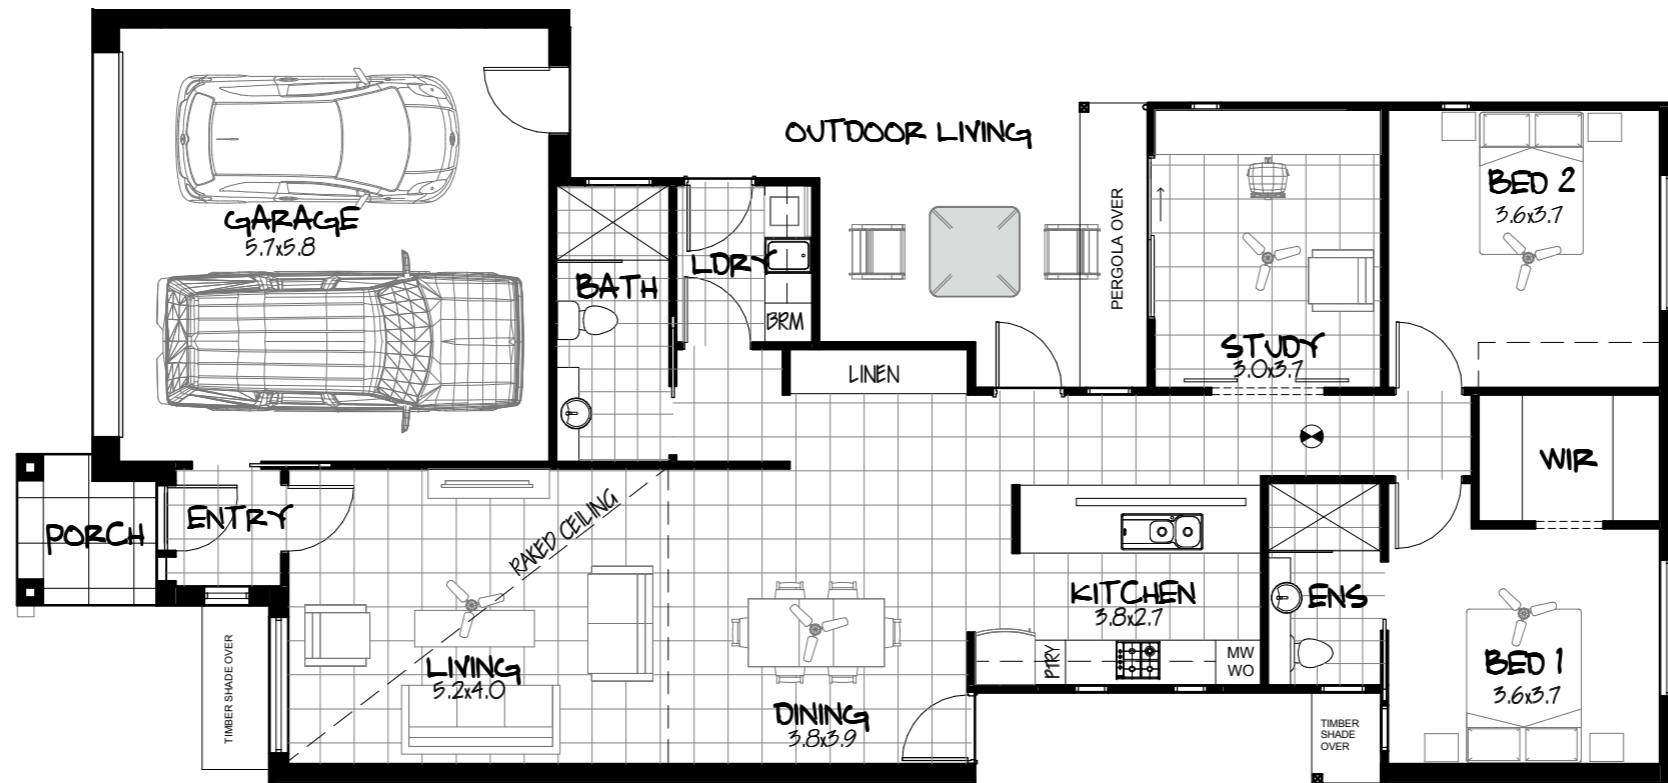 OUTDOOR LIVING
PERGOLA OVER
BED 2
3.6x3.7
GARAGE
5.7x5.8
BATH
LDRY
BRM
STUDY
3.0x3.7
LINEN
WIR
PORCH
ENTRY
RAKED CEILING
KITCHEN
3.8x2.7
ENS
TIMBER SHADE OVER
LIVING
5.2x4.0
DINING
3.8x3.9
PTRY
MW
WO
BED 1
3.6x3.7
TIMBER
SHADE
OVER